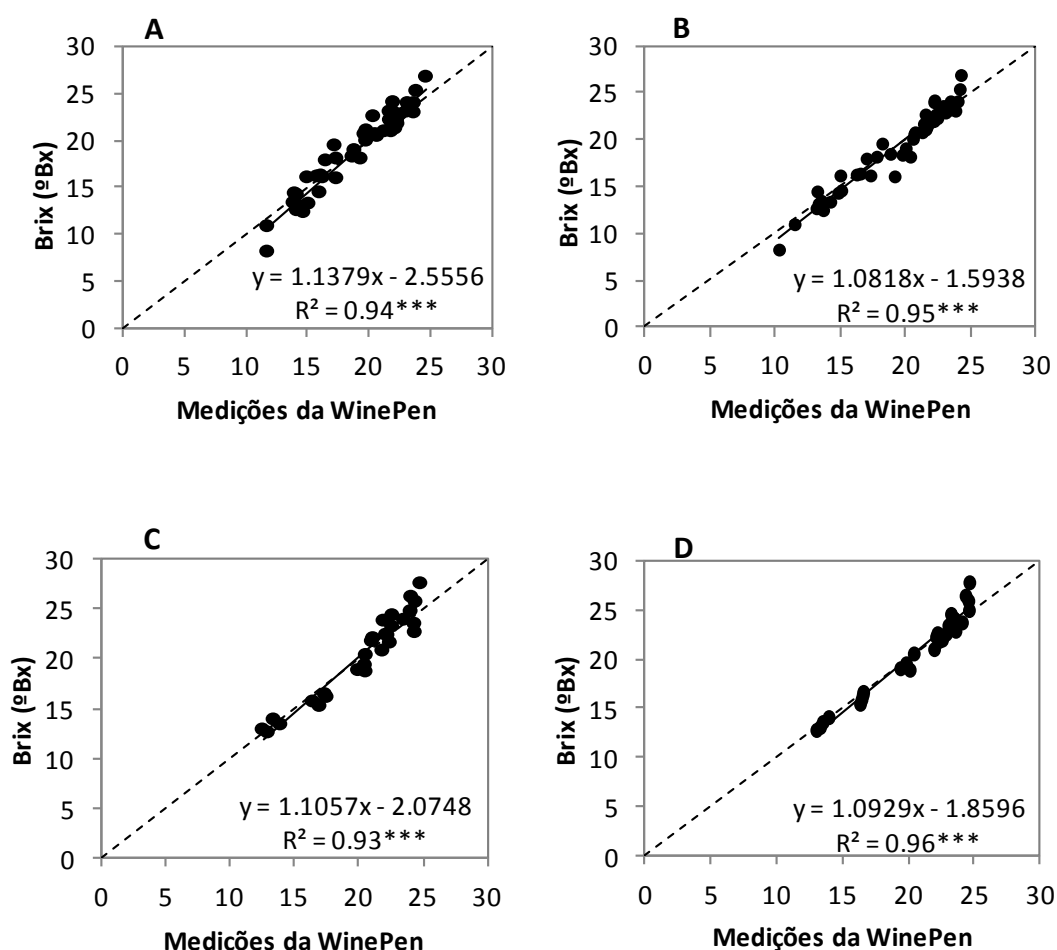 A
Brix (ºBx)
30
25
20
15
10
5
0
y = 1.1379x - 2.5556
R² = 0.94***
0 5 10 15 20 25 30
Medições da WinePen
B
Brix (ºBx)
30
25
20
15
10
5
0
y = 1.0818x - 1.5938
R² = 0.95***
0 5 10 15 20 25 30
Medições da WinePen
C
Brix (ºBx)
30
25
20
15
10
5
0
y = 1.1057x - 2.0748
R² = 0.93***
0 5 10 15 20 25 30
Medições da WinePen
D
Brix (ºBx)
30
25
20
15
10
5
0
y = 1.0929x - 1.8596
R² = 0.96***
0 5 10 15 20 25 30
Medições da WinePen